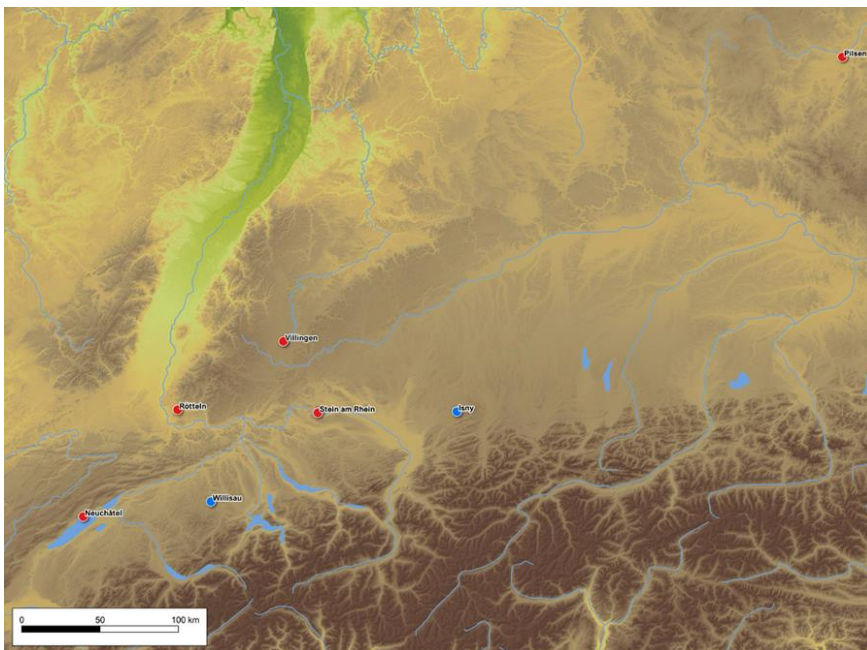 Pilsen
Villingen
Rötteln
Stein am Rhein
Isny
Willisau
Neuchâtel
0 50 100 km